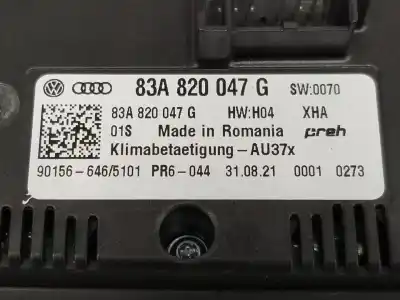 83A 820 047 G SW:0070
83A 820 047 G HW:H04 XHA
01S Made in Romania preh
Klimabetaetigung-AU37x
90156-646/5101 PR6-044 31.08.21 0001 0273